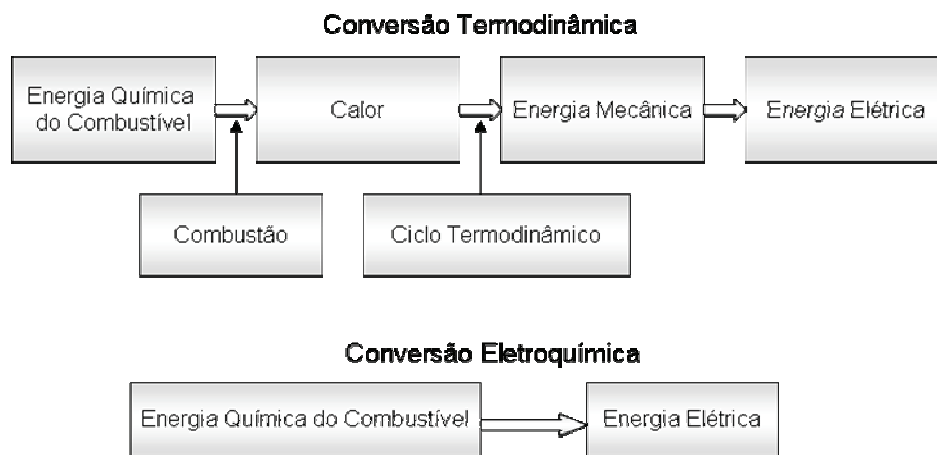 Conversão Termodinâmica
Energia Química
do Combustível
Calor
Energia Mecânica
Energia Elétrica
Combustão
Ciclo Termodinâmico
Conversão Eletroquímica
Energia Química do Combustível
Energia Elétrica